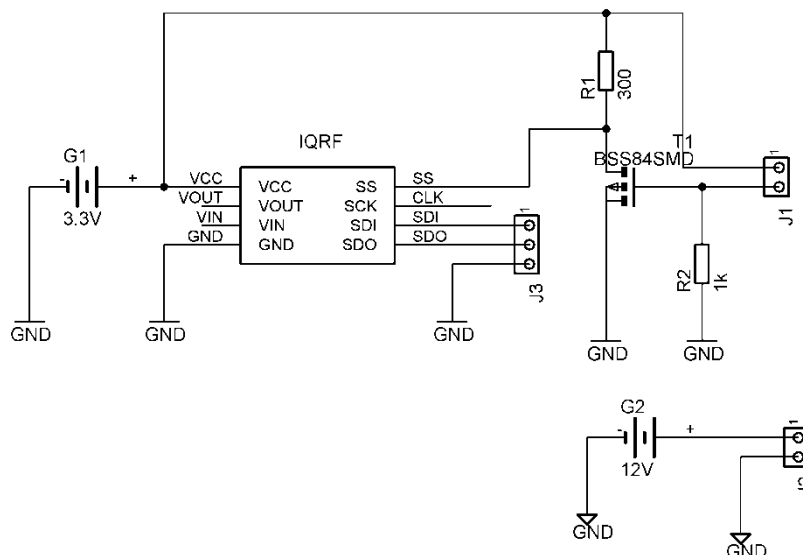 R1
300
T1
BSS84SMD
1
J1
IQRF
G1
-
+
3.3V
VCC
VOUT
VIN
GND
VCC
VOUT
VIN
GND
SS
SCK
SDI
SDO
SS
CLK
SDI
SDO
1
J3
R2
1k
GND
GND
GND
GND
GND
G2
-
+
12V
1
GND
GND